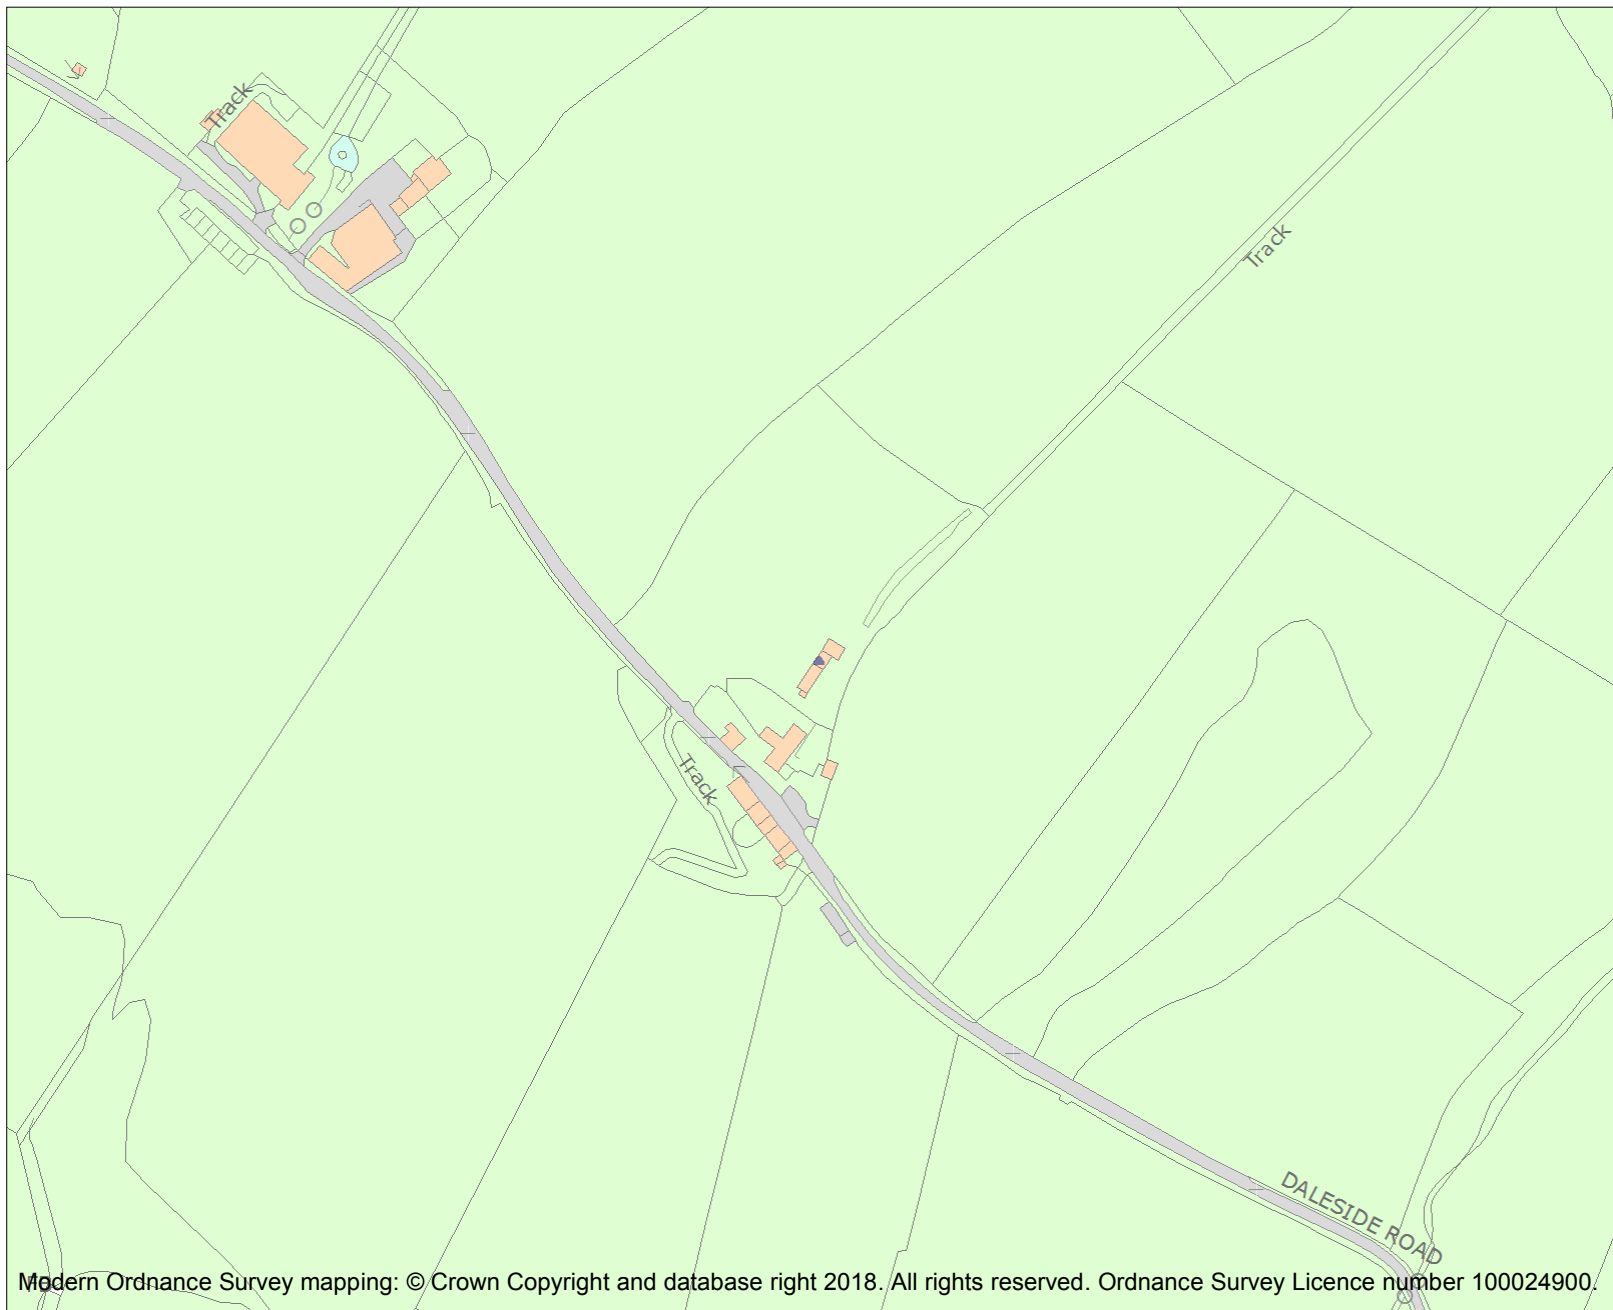 Track
Track
Track
DALESIDE ROAD
Modern Ordnance Survey mapping: © Crown Copyright and database right 2018. All rights reserved. Ordnance Survey Licence number 100024900.